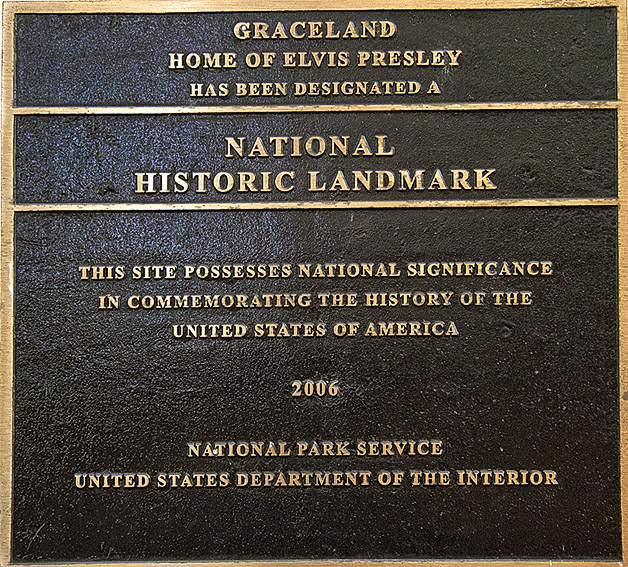 GRACELAND
HOME OF ELVIS PRESLEY
HAS BEEN DESIGNATED A
NATIONAL
HISTORIC LANDMARK
THIS SITE POSSESSES NATIONAL SIGNIFICANCE
IN COMMEMORATING THE HISTORY OF THE
UNITED STATES OF AMERICA
2006
NATIONAL PARK SERVICE
UNITED STATES DEPARTMENT OF THE INTERIOR